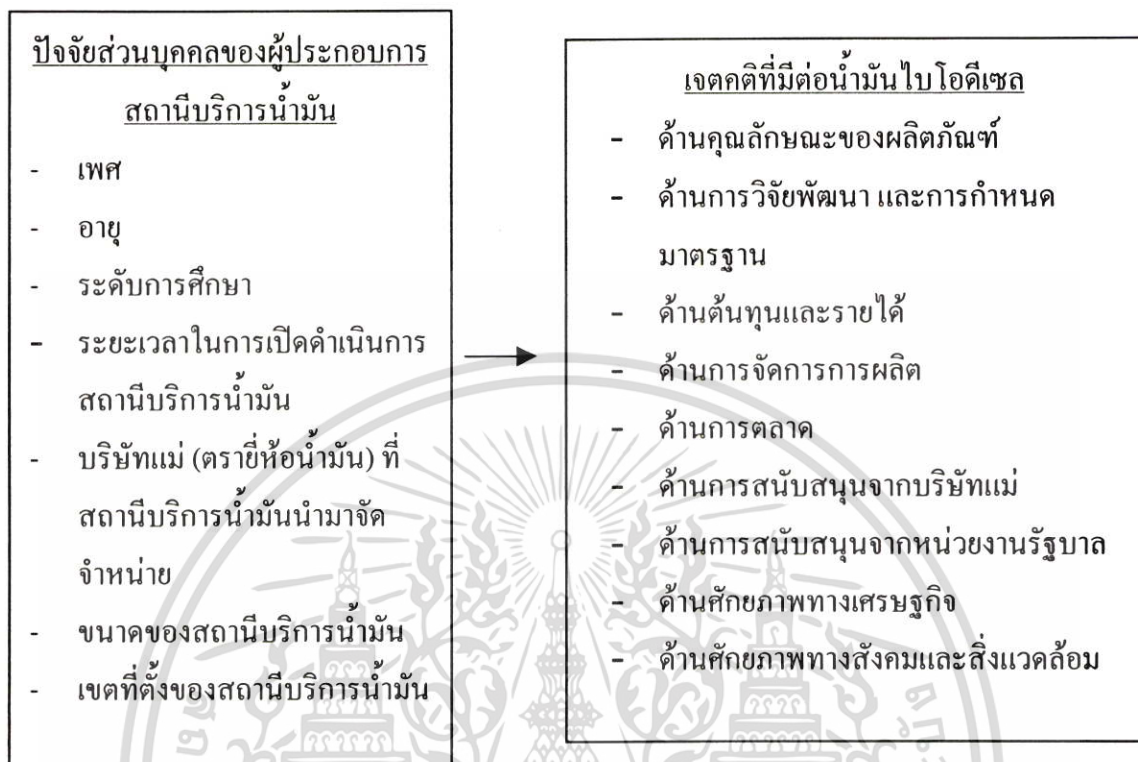 ปัจจัยส่วนบุคคลของผู้ประกอบการ
สถานีบริการน้ำมัน
- เพศ
- อายุ
- ระดับการศึกษา
- ระยะเวลาในการเปิดดำเนินการ
สถานีบริการน้ำมัน
- บริษัทแม่ (ตรายี่ห้อน้ำมัน) ที่
สถานีบริการน้ำมันนำมาจัด
จำหน่าย
- ขนาดของสถานีบริการน้ำมัน
- เขตที่ตั้งของสถานีบริการน้ำมัน
เจตคติที่มีต่อน้ำมันไบโอดีเซล
- ด้านคุณลักษณะของผลิตภัณฑ์
- ด้านการวิจัยพัฒนา และการกำหนด
มาตรฐาน
- ด้านต้นทุนและรายได้
- ด้านการจัดการการผลิต
- ด้านการตลาด
- ด้านการสนับสนุนจากบริษัทแม่
- ด้านการสนับสนุนจากหน่วยงานรัฐบาล
- ด้านศักยภาพทางเศรษฐกิจ
- ด้านศักยภาพทางสังคมและสิ่งแวดล้อม